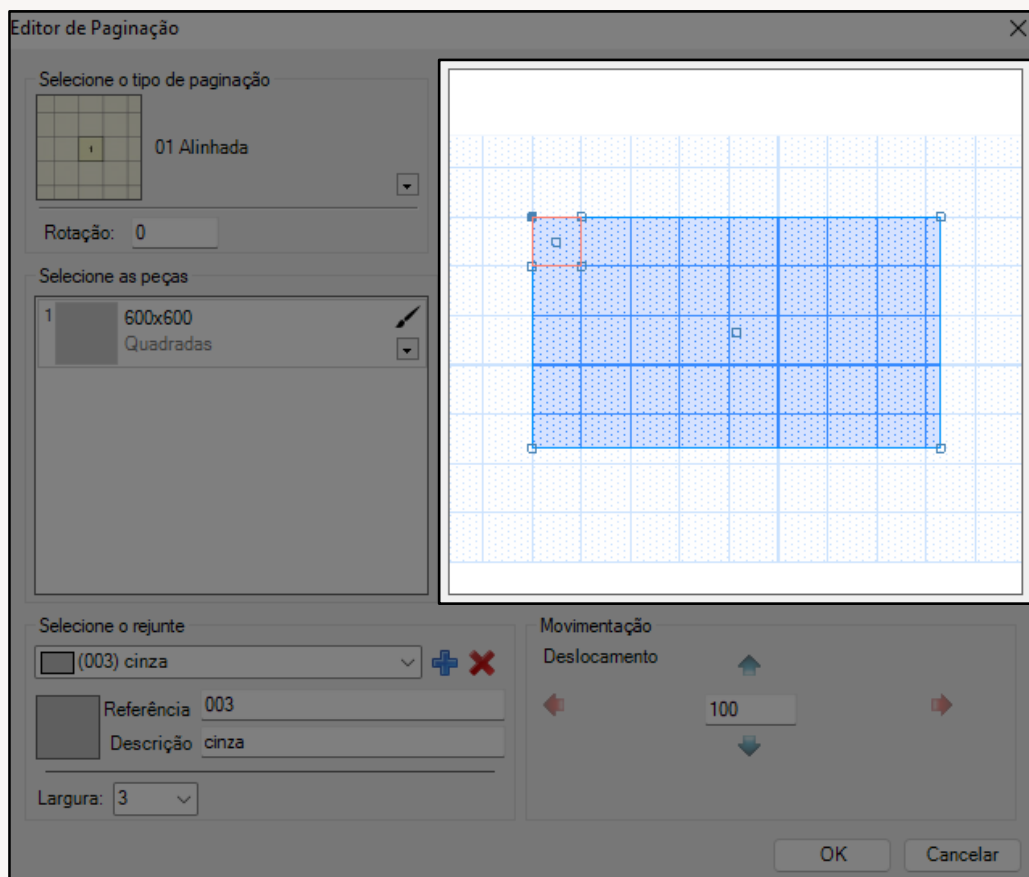 Editor de Paginação
Selecione o tipo de paginação
1
01 Alinhada
Rotação: 0
Selecione as peças
1
600x600
Quadradas
Selecione o rejunte
(003) cinza
Referência 003
Descrição cinza
Largura: 3
Movimentação
Deslocamento
100
OK
Cancelar